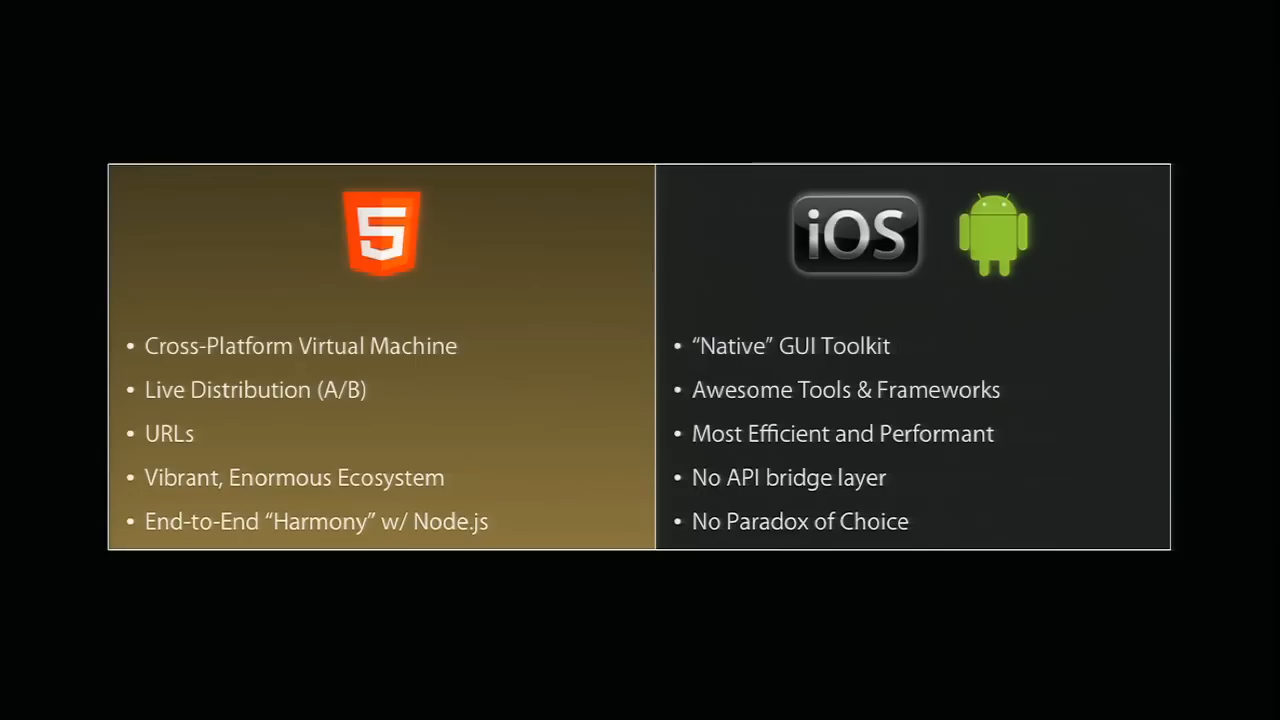 5
iOS
• Cross-Platform Virtual Machine
• Live Distribution (A/B)
• URLs
• Vibrant, Enormous Ecosystem
• End-to-End “Harmony” w/ Node.js
• “Native” GUI Toolkit
• Awesome Tools & Frameworks
• Most Efficient and Performant
• No API bridge layer
• No Paradox of Choice